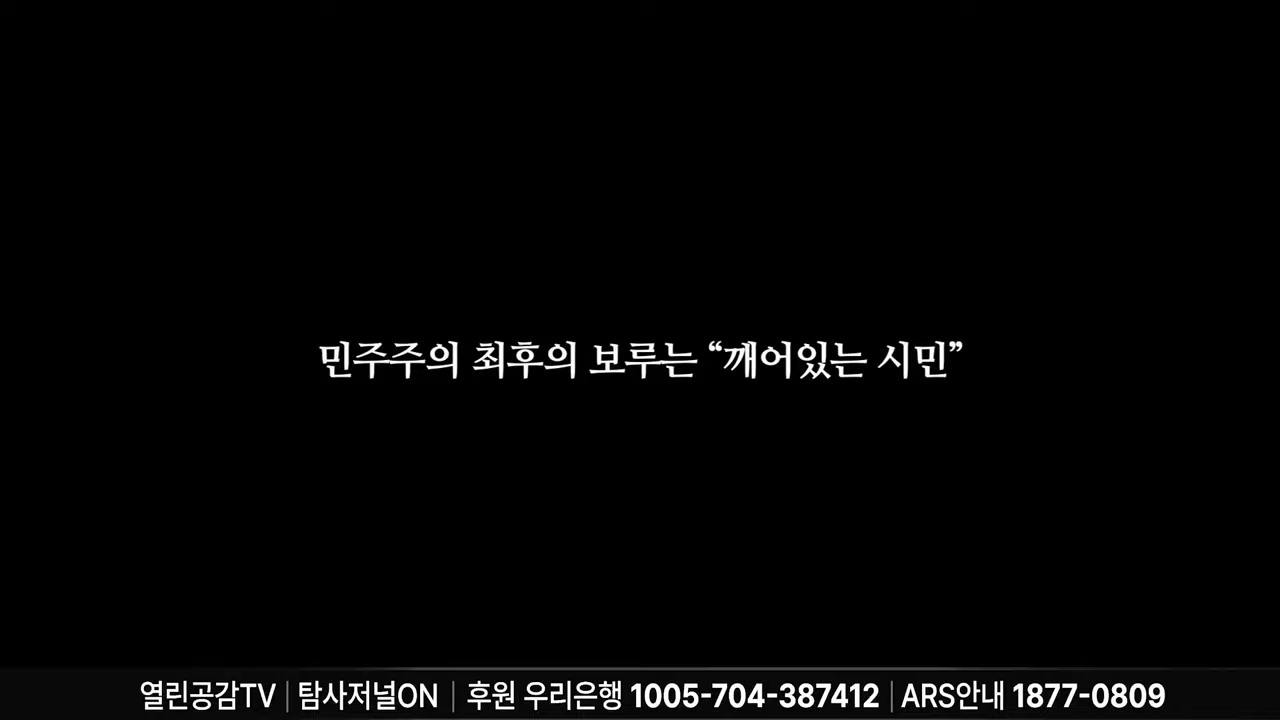 민주주의 최후의 보루는 “깨어있는 시민”
열린공감TV | 탐사저널ON | 후원 우리은행 1005-704-387412 | ARS안내 1877-0809